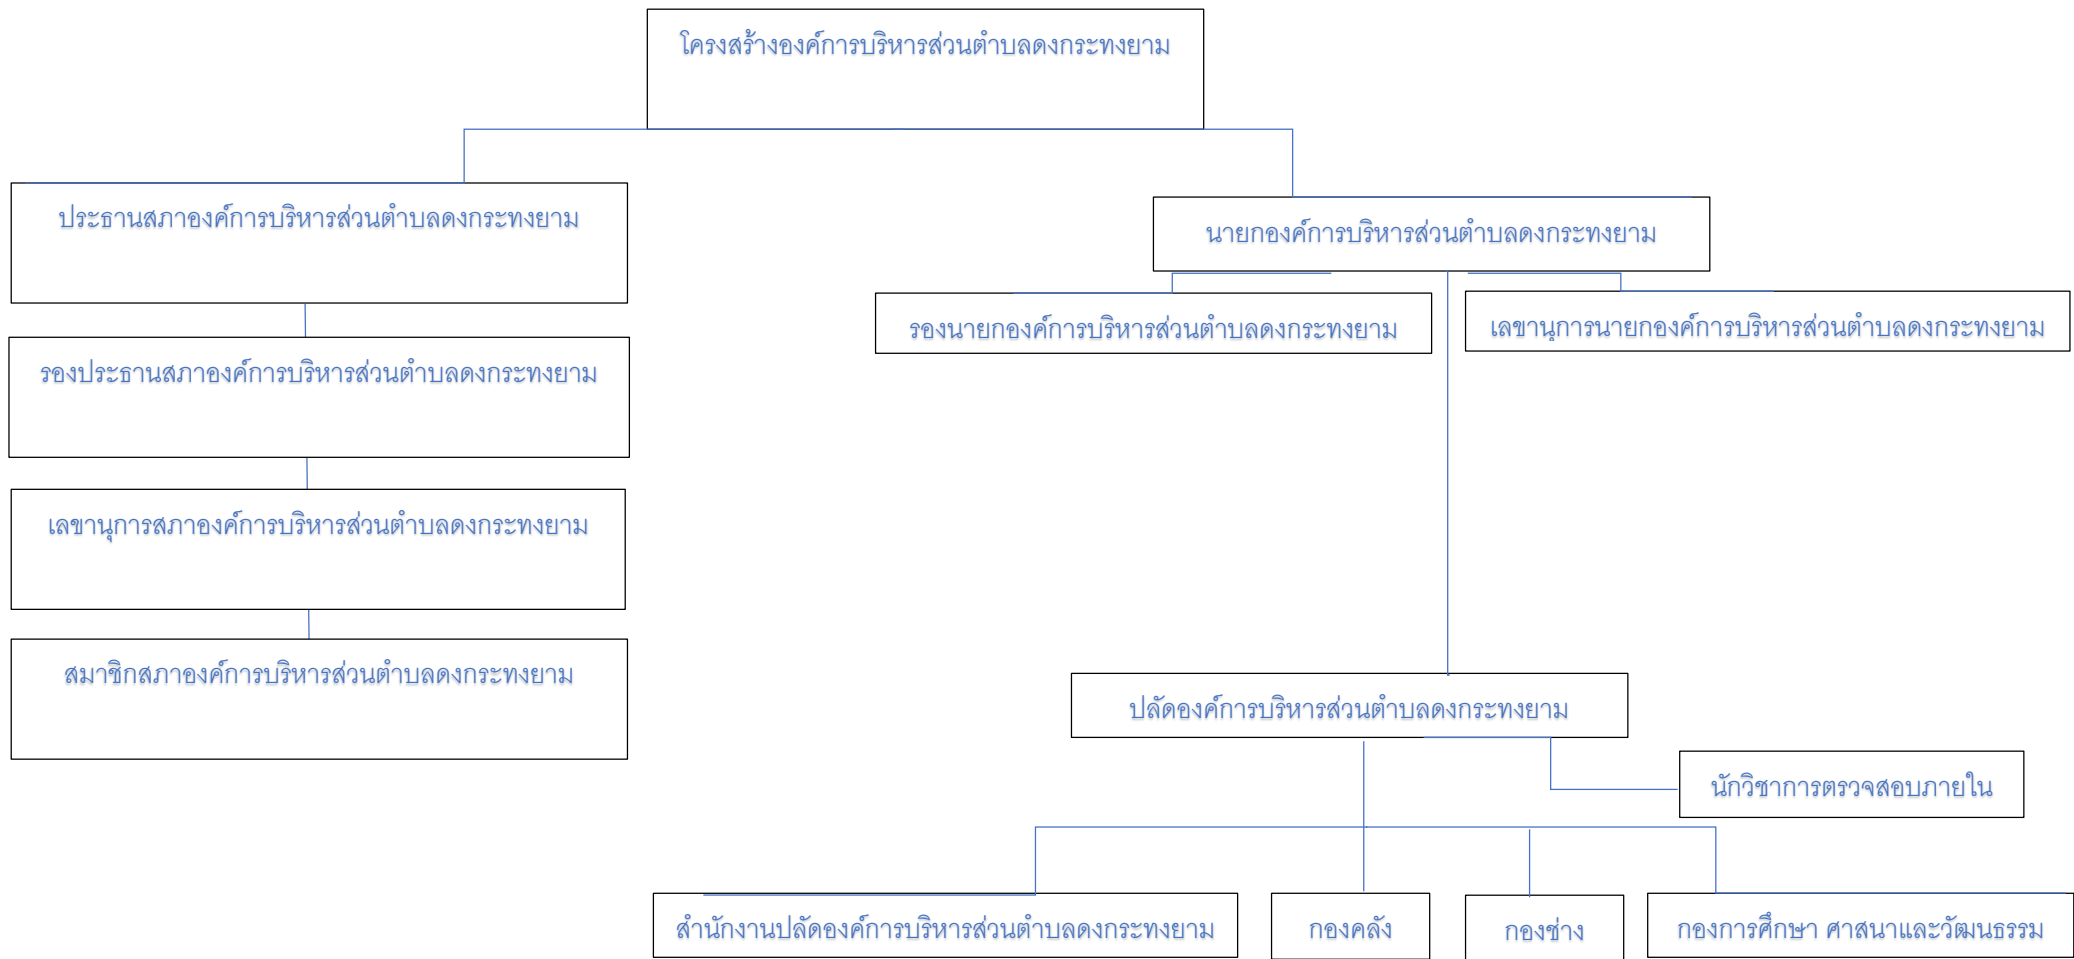 โครงสร้างองค์การบริหารส่วนตำบลดงกระทงยาม
ประธานสภาองค์การบริหารส่วนตำบลดงกระทงยาม
นายกองค์การบริหารส่วนตำบลดงกระทงยาม
รองนายกองค์การบริหารส่วนตำบลดงกระทงยาม
เลขานุการนายกองค์การบริหารส่วนตำบลดงกระทงยาม
รองประธานสภาองค์การบริหารส่วนตำบลดงกระทงยาม
เลขานุการสภาองค์การบริหารส่วนตำบลดงกระทงยาม
สมาชิกสภาองค์การบริหารส่วนตำบลดงกระทงยาม
ปลัดองค์การบริหารส่วนตำบลดงกระทงยาม
นักวิชาการตรวจสอบภายใน
สำนักงานปลัดองค์การบริหารส่วนตำบลดงกระทงยาม
กองคลัง
กองช่าง
กองการศึกษา ศาสนาและวัฒนธรรม